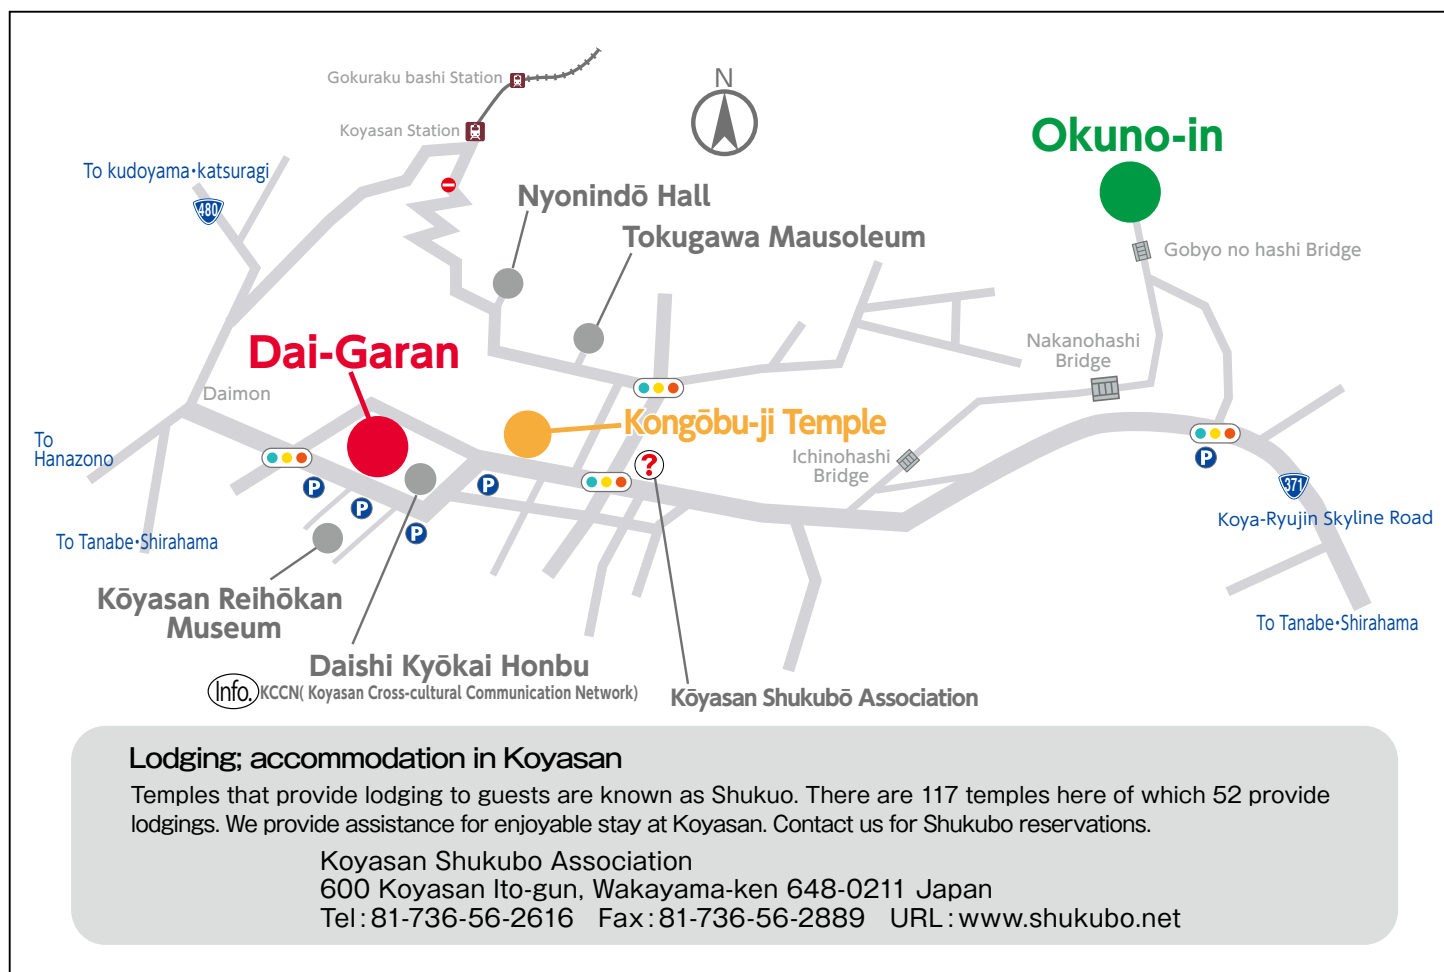 Gokuraku bashi Station
N
Koyasan Station
Okuno-in
To kudoyama•katsuragi
480
Nyonindō Hall
Tokugawa Mausoleum
Gobyo no hashi Bridge
Dai-Garan
Nakanohashi
Bridge
Daimon
Kongōbu-ji Temple
To
Hanazono
Ichinohashi
Bridge
?
P
P
P
P
P
371
Koya-Ryujin Skyline Road
To Tanabe•Shirahama
Kōyasan Reihōkan
Museum
To Tanabe•Shirahama
Daishi Kyōkai Honbu
Info. KCCN( Koyasan Cross-cultural Communication Network)
Kōyasan Shukubō Association
Lodging; accommodation in Koyasan
Temples that provide lodging to guests are known as Shukuo. There are 117 temples here of which 52 provide
lodgings. We provide assistance for enjoyable stay at Koyasan. Contact us for Shukubo reservations.
Koyasan Shukubo Association
600 Koyasan Ito-gun, Wakayama-ken 648-0211 Japan
Tel:81-736-56-2616 Fax:81-736-56-2889 URL:www.shukubo.net